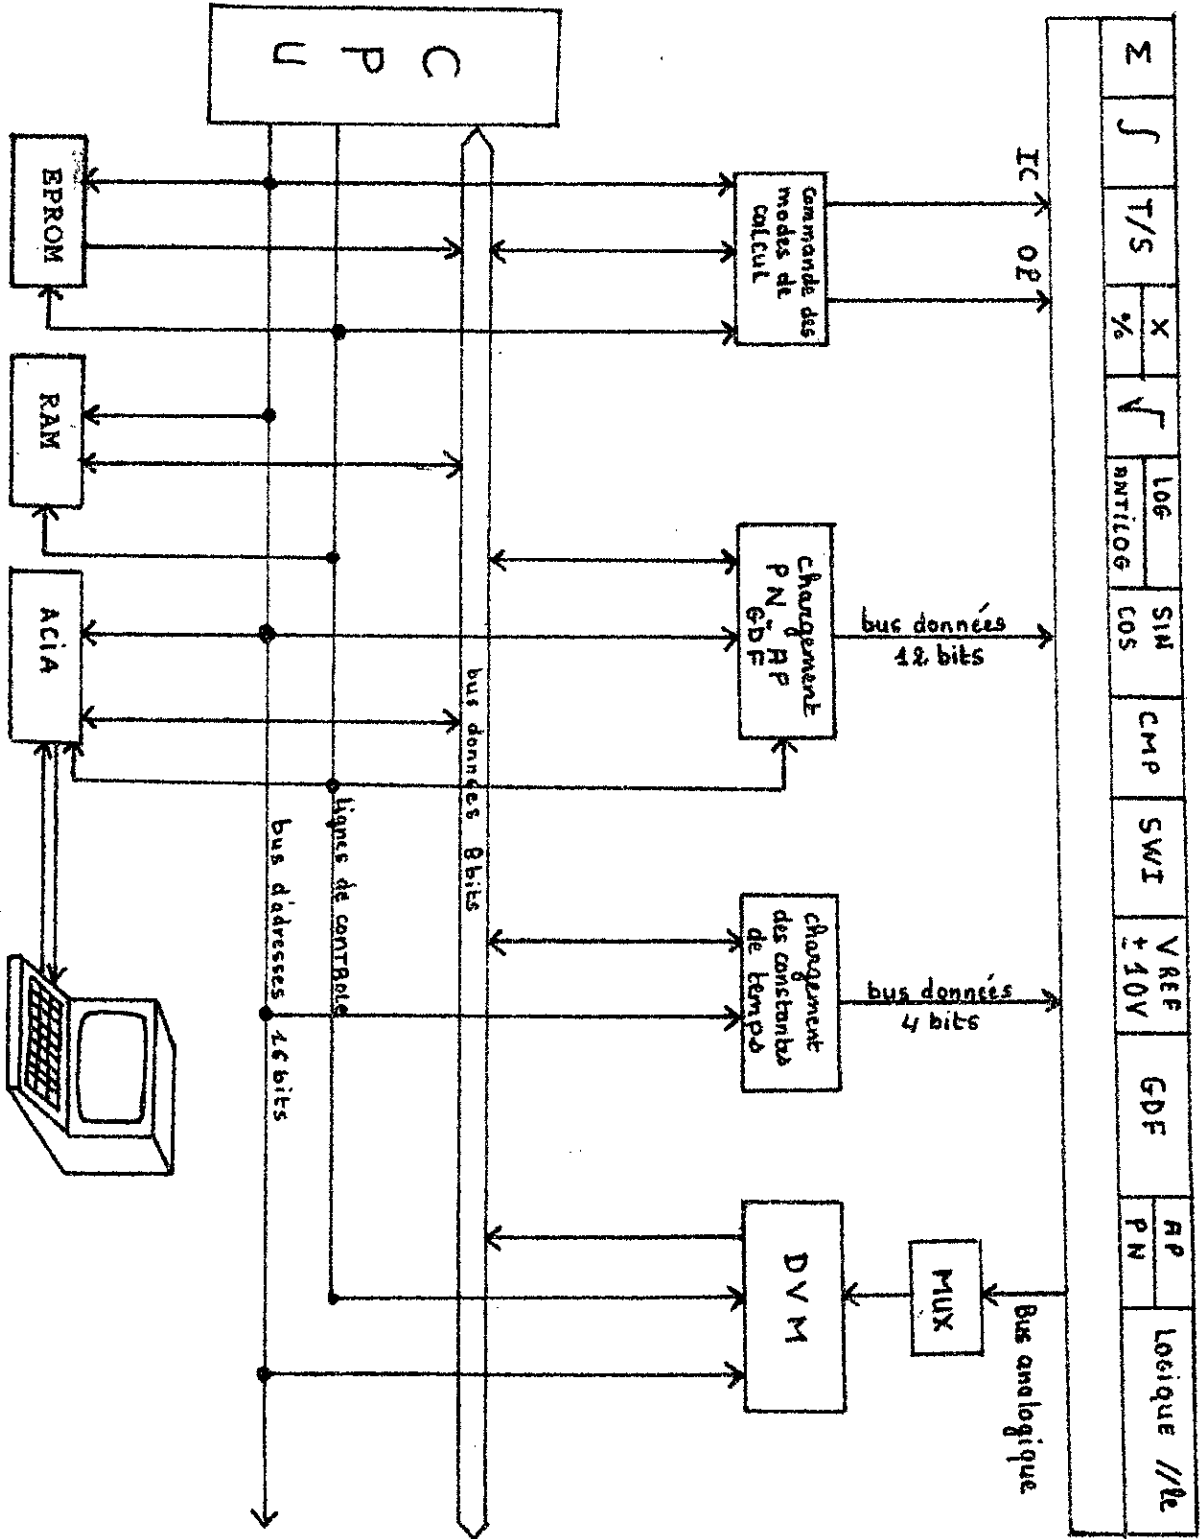 Σ
∫
T/S
X
%
√
LOG
ANTiLOG
SIN
COS
CMP
SWI
V REF
± 10V
GDF
AP
PN
LOGiQUE //le
IC
OP
Bus analogique
commande des
modes de
calcul
chargement
PN AP
GDF
bus données
12 bits
chargement
des constantes
de temps
bus données
4 bits
MUX
DVM
CPU
bus données 8 bits
lignes de CONTROLE
bus d'adresses 16 bits
EPROM
RAM
ACiA